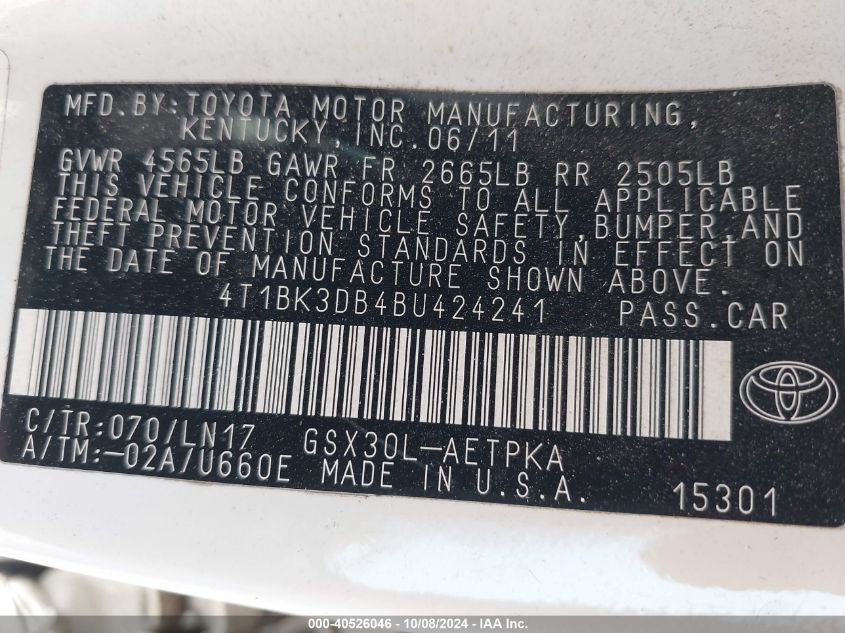 MFD. BY: TOYOTA MOTOR MANUFACTURING,
KENTUCKY, INC. 06/11
GVWR 4565LB GAWR FR 2665LB RR 2505LB
THIS VEHICLE CONFORMS TO ALL APPLICABLE
FEDERAL MOTOR VEHICLE SAFETY, BUMPER, AND
THEFT PREVENTION STANDARDS IN EFFECT ON
THE DATE OF MANUFACTURE SHOWN ABOVE.
4T1BK3DB4BU424241 PASS. CAR
C/TR: 070/LN17 GSX30L-AETPKA
A/TM: -02A/U660E MADE IN U.S.A. 15301
000-40526046 | 10/08/2024 - IAA Inc.